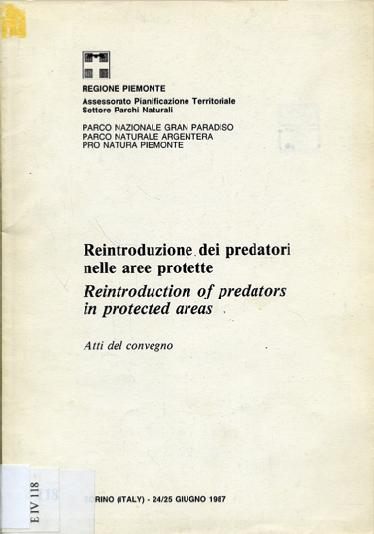 REGIONE PIEMONTE
Assessorato Pianificazione Territoriale
Settore Parchi Naturali
PARCO NAZIONALE GRAN PARADISO
PARCO NATURALE ARGENTERA
PRO NATURA PIEMONTE
Reintroduzione dei predatori
nelle aree protette
Reintroduction of predators
in protected areas
Atti del convegno
ORINO (ITALY) - 24/25 GIUGNO 1987
E IV 118